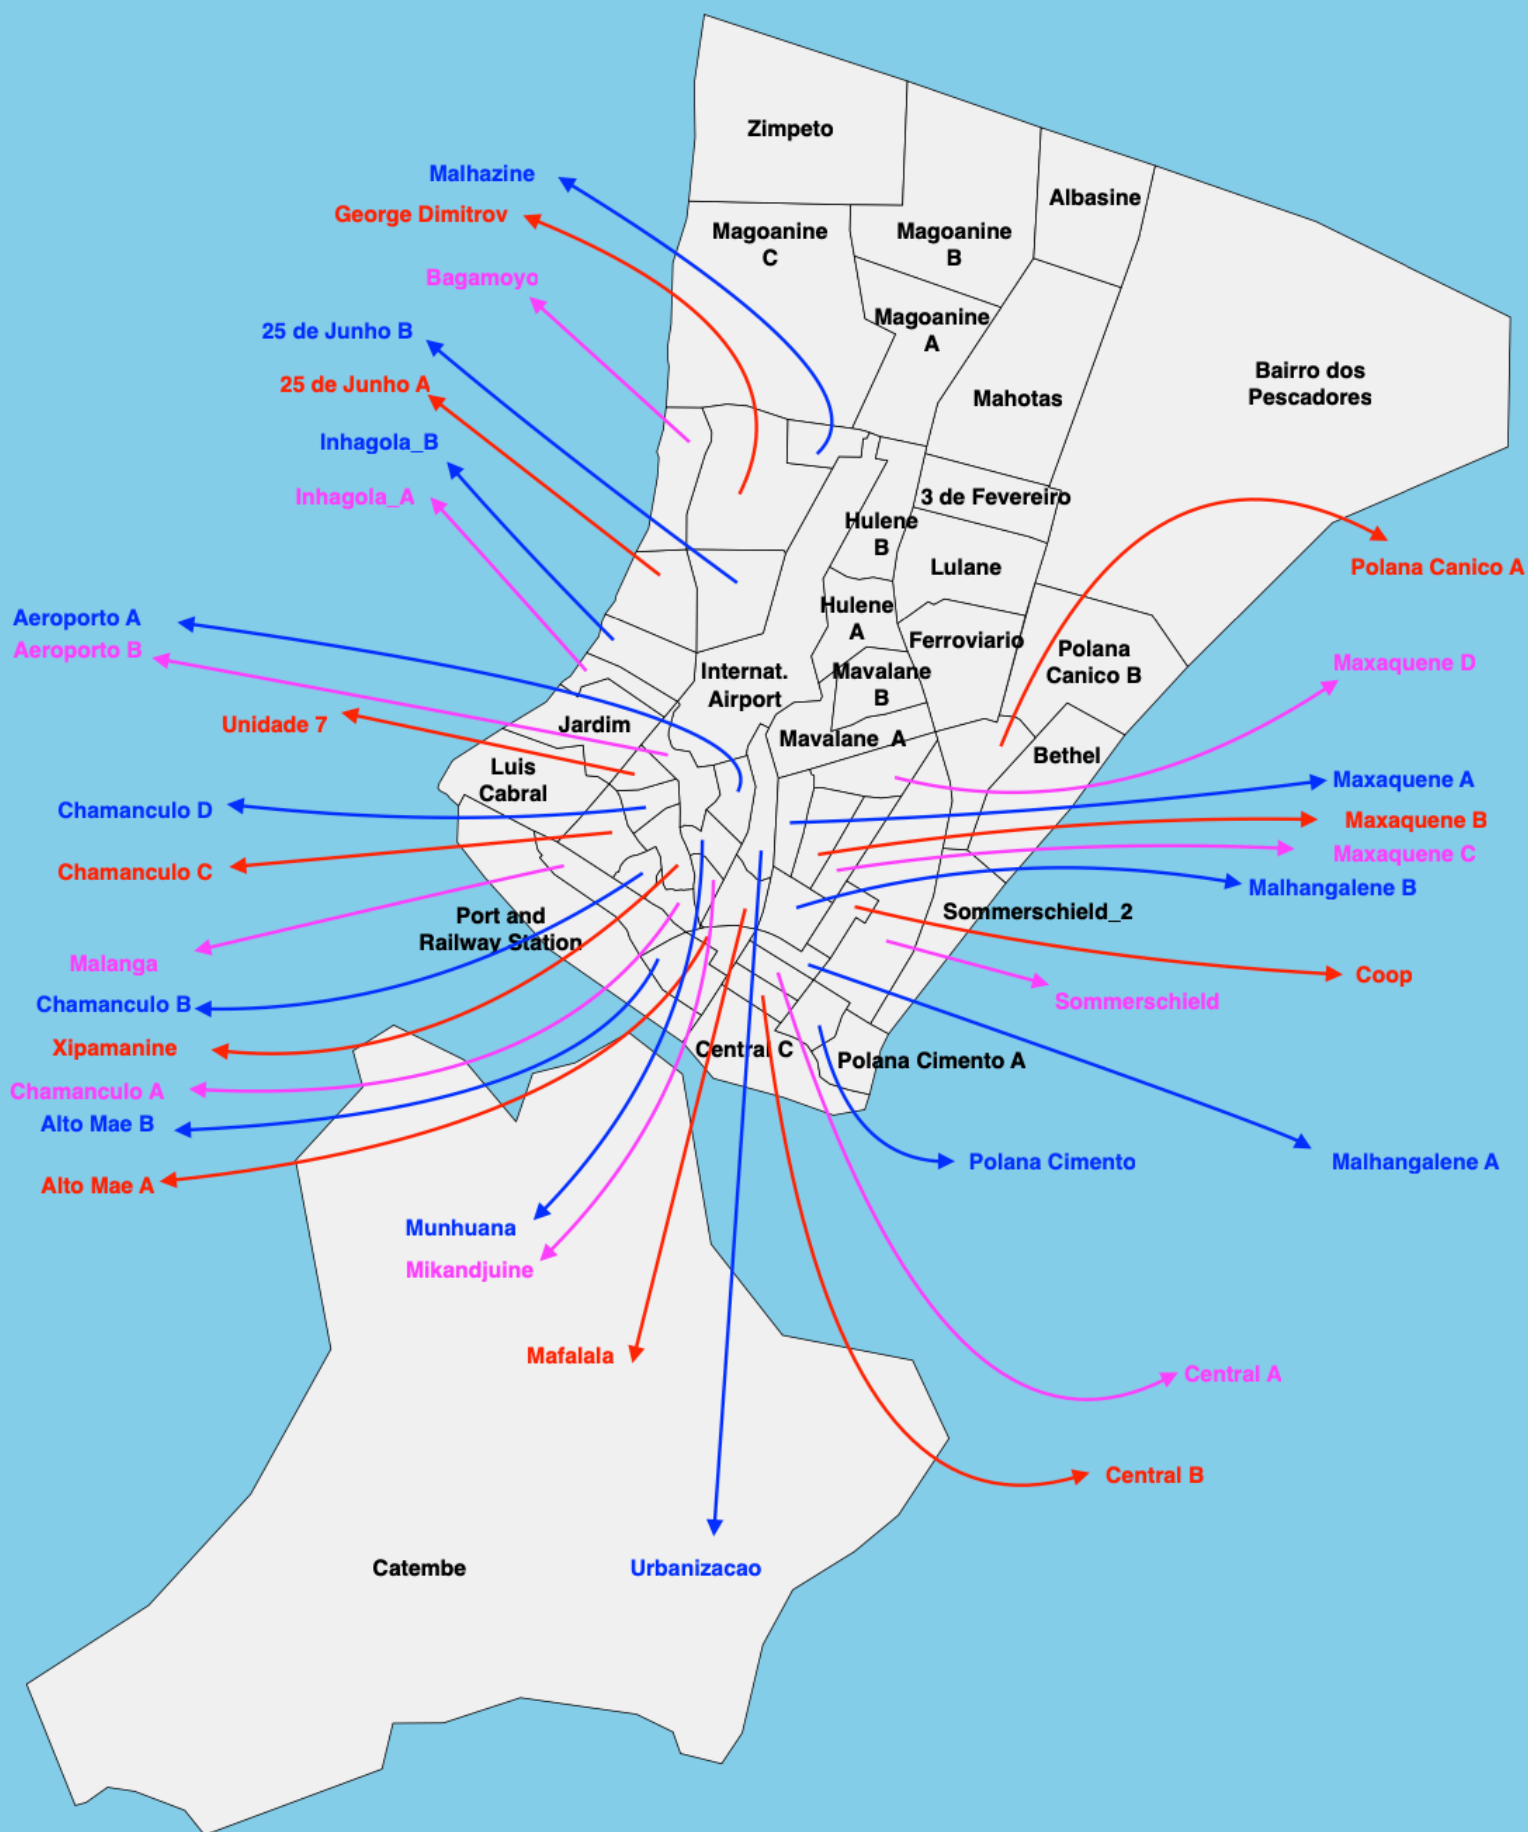 Zimpeto
Malhazine
Albasine
George Dimitrov
Magoanine
C
Magoanine
B
Bagamoyo
Magoanine
A
25 de Junho B
25 de Junho A
Bairro dos
Pescadores
Mahotas
Inhagola_B
Inhagola_A
3 de Fevereiro
Hulene
B
Lulane
Polana Canico A
Hulene
A
Aeroporto A
Aeroporto B
Ferroviario
Polana
Canico B
Maxaquene D
Internat.
Airport
Mavalane
B
Unidade 7
Jardim
Mavalane A
Bethel
Luis
Cabral
Maxaquene A
Chamanculo D
Maxaquene B
Maxaquene C
Chamanculo C
Malhangalene B
Port and
Railway Station
Sommerschield_2
Malanga
Coop
Chamanculo B
Sommerschield
Xipamanine
Central C
Polana Cimento A
Chamanculo A
Alto Mae B
Polana Cimento
Malhangalene A
Alto Mae A
Munhuana
Mikandjuine
Mafalala
Central A
Central B
Catembe
Urbanizacao